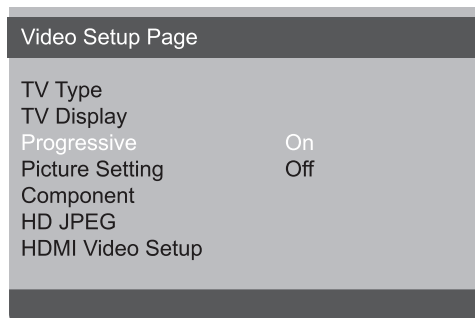 Video Setup Page
TV Type
TV Display
Progressive On
Picture Setting Off
Component
HD JPEG
HDMI Video Setup